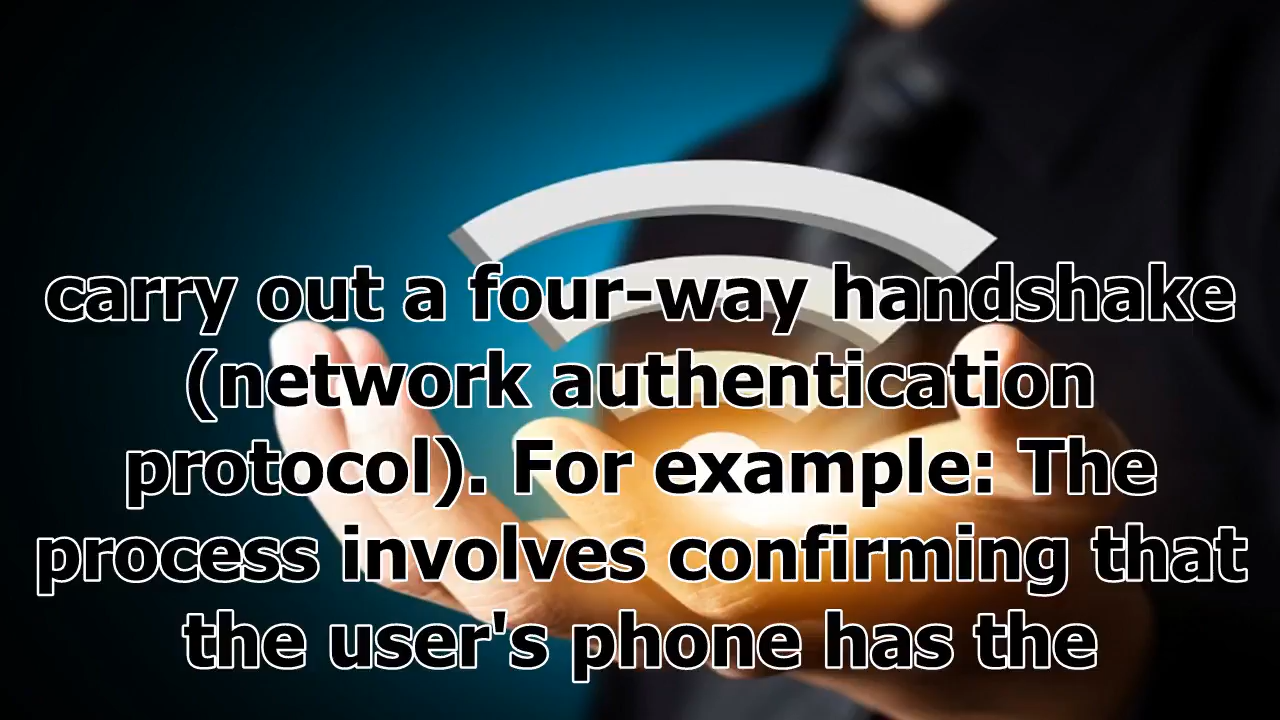 carry out a four-way handshake
(network authentication
protocol). For example: The
process involves confirming that
the user's phone has the